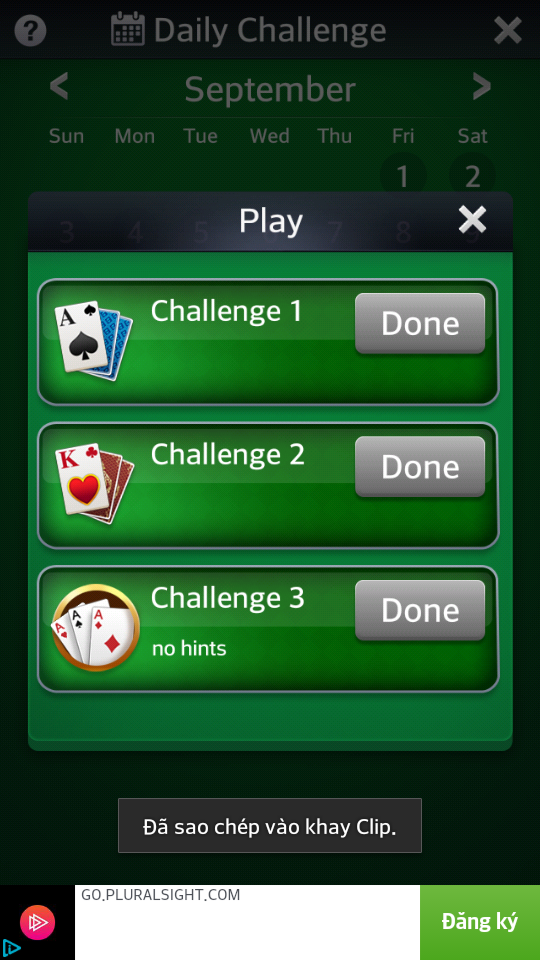 ?
Daily Challenge
September
Sun Mon Tue Wed Thu Fri Sat
1 2
Play
3 4 5 7 8 9
A
Challenge 1
Done
K
Challenge 2
Done
A A A
Challenge 3
Done
no hints
Đã sao chép vào khay Clip.
GO.PLURALSIGHT.COM
Đăng ký